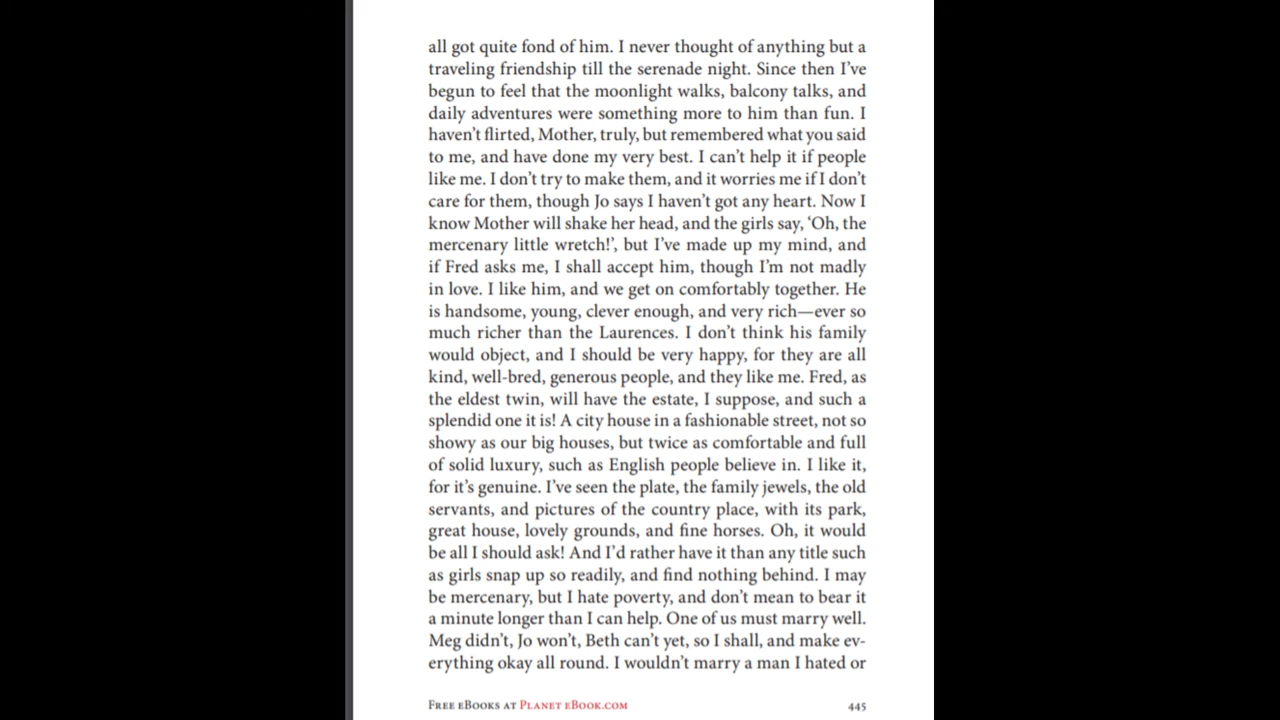 all got quite fond of him. I never thought of anything but a
traveling friendship till the serenade night. Since then I’ve
begun to feel that the moonlight walks, balcony talks, and
daily adventures were something more to him than fun. I
haven’t flirted, Mother, truly, but remembered what you said
to me, and have done my very best. I can’t help it if people
like me. I don’t try to make them, and it worries me if I don’t
care for them, though Jo says I haven’t got any heart. Now I
know Mother will shake her head, and the girls say, ‘Oh, the
mercenary little wretch!’, but I’ve made up my mind, and
if Fred asks me, I shall accept him, though I’m not madly
in love. I like him, and we get on comfortably together. He
is handsome, young, clever enough, and very rich—ever so
much richer than the Laurences. I don’t think his family
would object, and I should be very happy, for they are all
kind, well-bred, generous people, and they like me. Fred, as
the eldest twin, will have the estate, I suppose, and such a
splendid one it is! A city house in a fashionable street, not so
showy as our big houses, but twice as comfortable and full
of solid luxury, such as English people believe in. I like it,
for it’s genuine. I’ve seen the plate, the family jewels, the old
servants, and pictures of the country place, with its park,
great house, lovely grounds, and fine horses. Oh, it would
be all I should ask! And I’d rather have it than any title such
as girls snap up so readily, and find nothing behind. I may
be mercenary, but I hate poverty, and don’t mean to bear it
a minute longer than I can help. One of us must marry well.
Meg didn’t, Jo won’t, Beth can’t yet, so I shall, and make ev-
erything okay all round. I wouldn’t marry a man I hated or
Free eBooks at Planet eBook.com 445